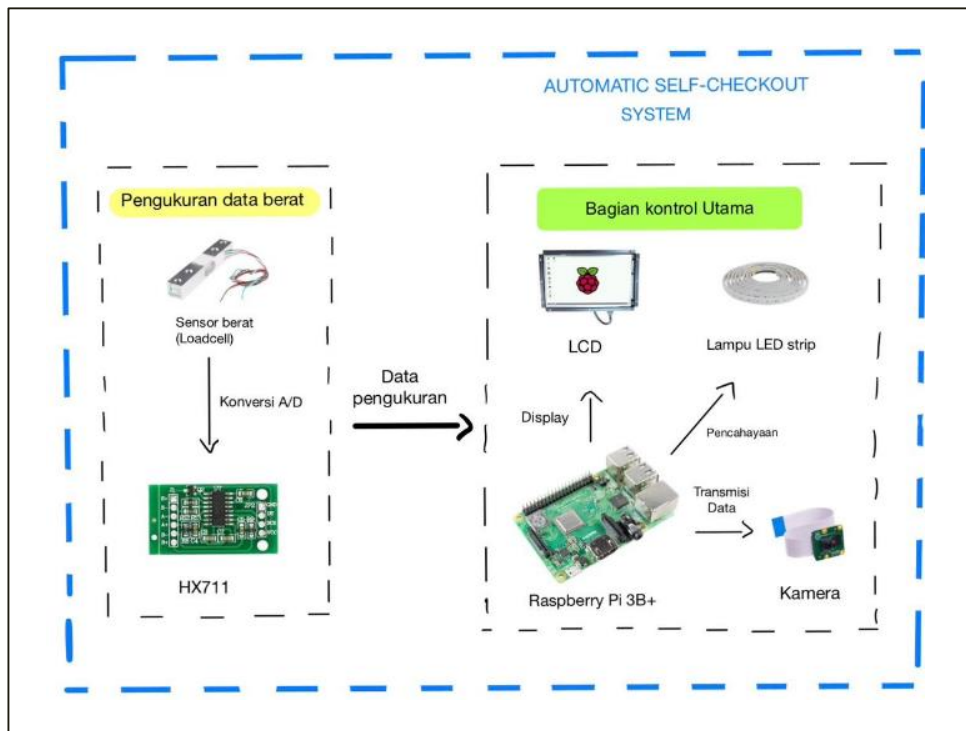 AUTOMATIC SELF-CHECKOUT
SYSTEM
Pengukuran data berat
Sensor berat
(Loadcell)
Konversi A/D
HX711
Data
pengukuran
Bagian kontrol Utama
LCD
Lampu LED strip
Display
Pencahayaan
Transmisi
Data
Raspberry Pi 3B+
Kamera